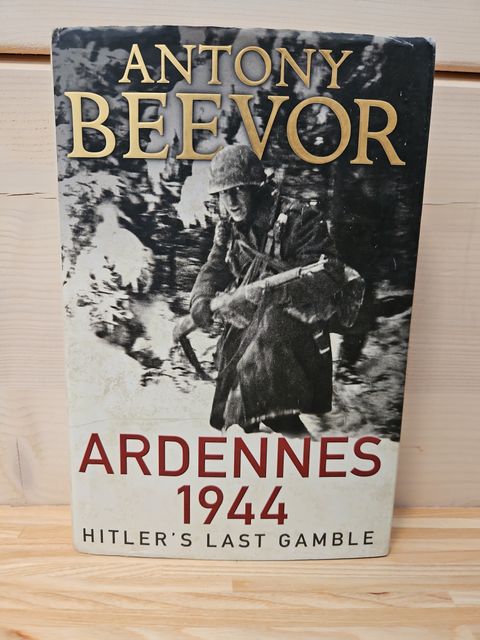 ANTONY
BEEVOR
ARDENNES
1944
HITLER'S LAST GAMBLE